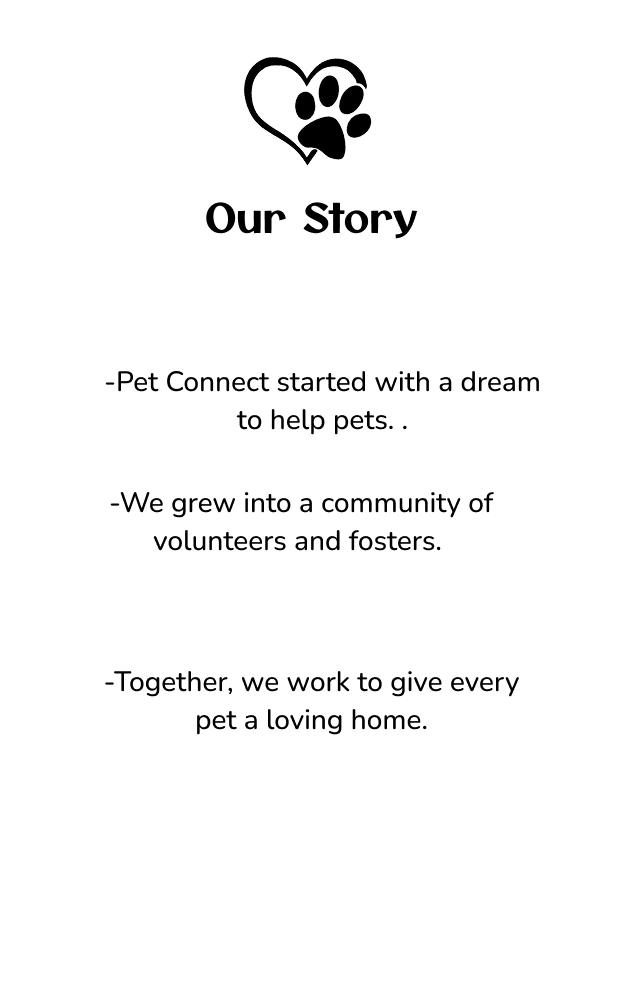 Our Story
-Pet Connect started with a dream
to help pets. .
-We grew into a community of
volunteers and fosters.
-Together, we work to give every
pet a loving home.